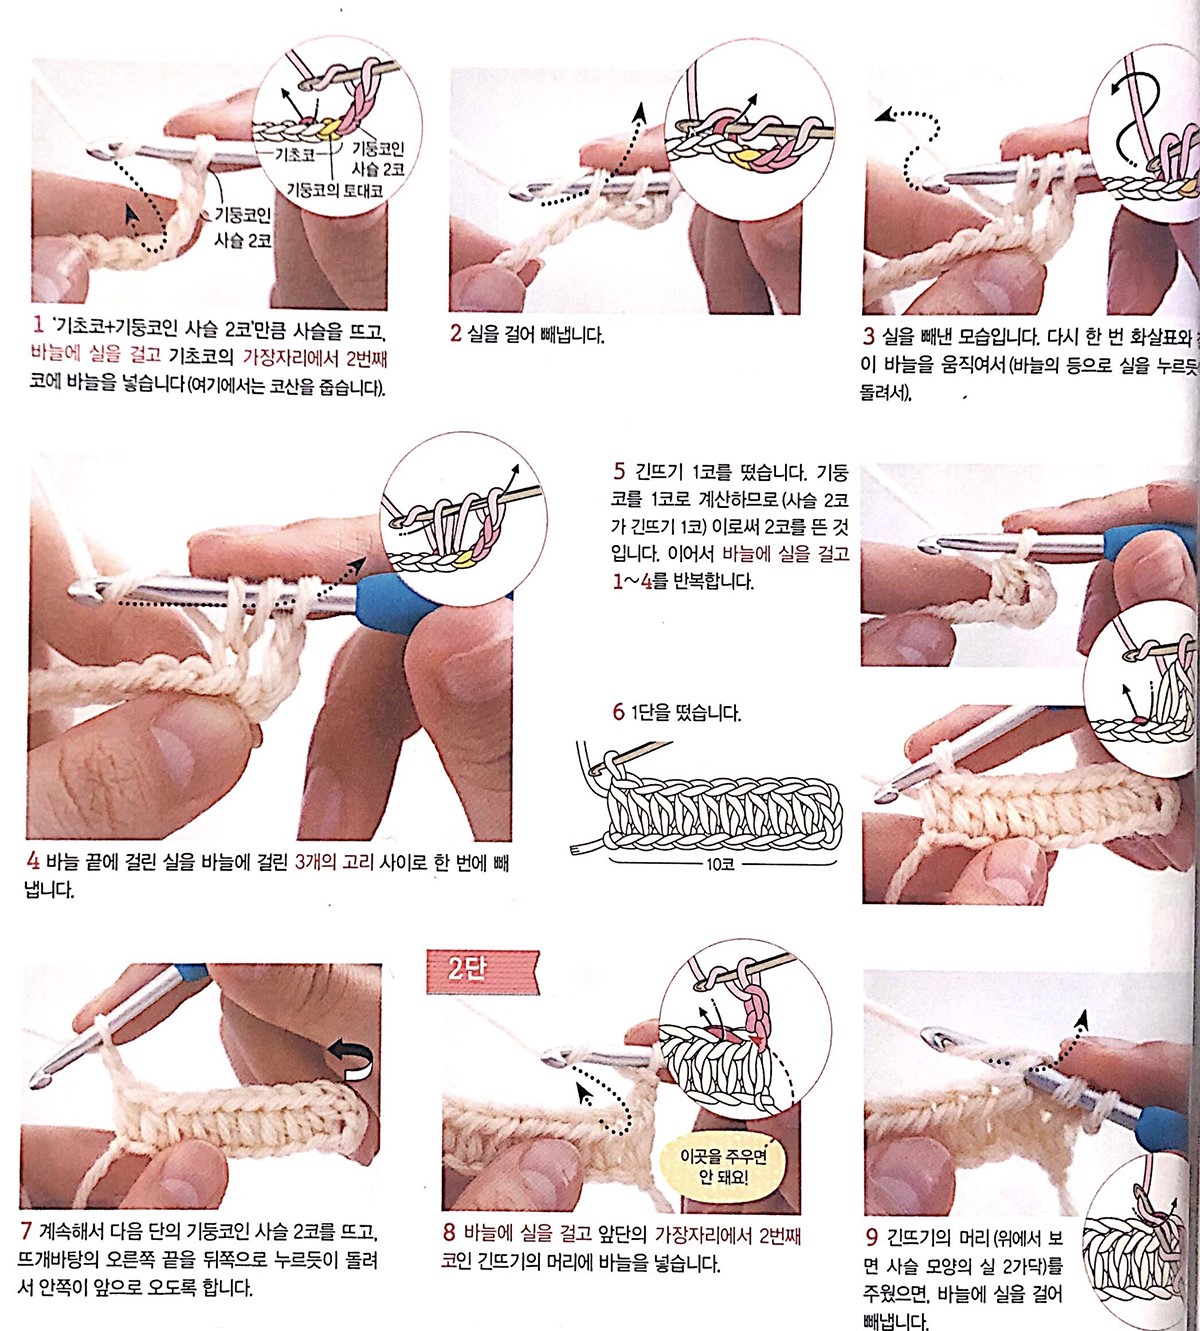 기초코
기둥코인
사슬 2코
기둥코의 토대코
기둥코인
사슬 2코
1 '기초코+기둥코인 사슬 2코'만큼 사슬을 뜨고,
바늘에 실을 걸고 기초코의 가장자리에서 2번째
코에 바늘을 넣습니다(여기에서는 코산을 줍습니다).
2 실을 걸어 빼냅니다.
3 실을 빼낸 모습입니다. 다시 한 번 화살표와
이 바늘을 움직여서(바늘의 등으로 실을 누르듯
돌려서),
4 바늘 끝에 걸린 실을 바늘에 걸린 3개의 고리 사이로 한 번에 빼
냅니다.
5 긴뜨기 1코를 떴습니다. 기둥
코를 1코로 계산하므로(사슬 2코
가 긴뜨기 1코) 이로써 2코를 뜬 것
입니다. 이어서 바늘에 실을 걸고
1~4를 반복합니다.
6 1단을 떴습니다.
10코
7 계속해서 다음 단의 기둥코인 사슬 2코를 뜨고,
뜨개바탕의 오른쪽 끝을 뒤쪽으로 누르듯이 돌려
서 안쪽이 앞으로 오도록 합니다.
2단
이곳을 주우면
안 돼요!
8 바늘에 실을 걸고 앞단의 가장자리에서 2번째
코인 긴뜨기의 머리에 바늘을 넣습니다.
9 긴뜨기의 머리(위에서 보
면 사슬 모양의 실 2가닥)를
주웠으면, 바늘에 실을 걸어
빼냅니다.